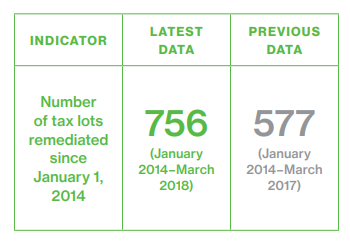 INDICATOR
LATEST
DATA
PREVIOUS
DATA
Number
of tax lots
remediated
since
January 1,
2014
756
(January
2014–March
2018)
577
(January
2014–March
2017)